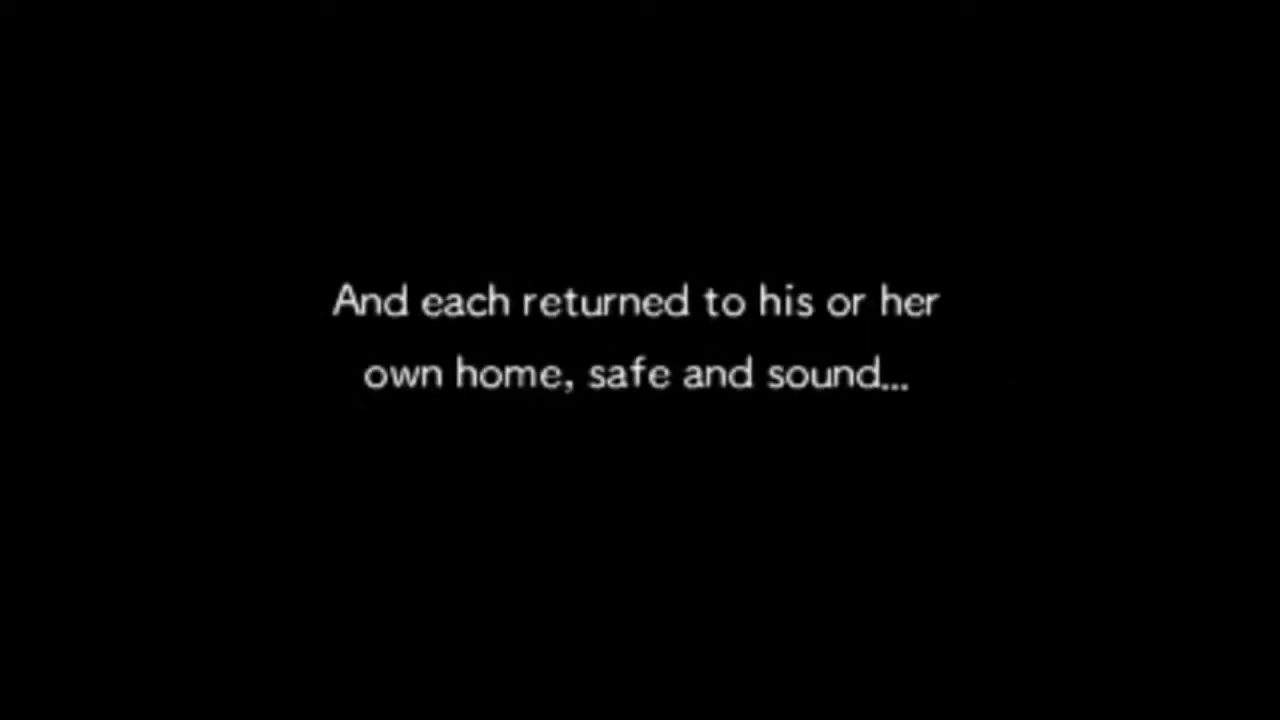 And each returned to his or her
own home, safe and sound...